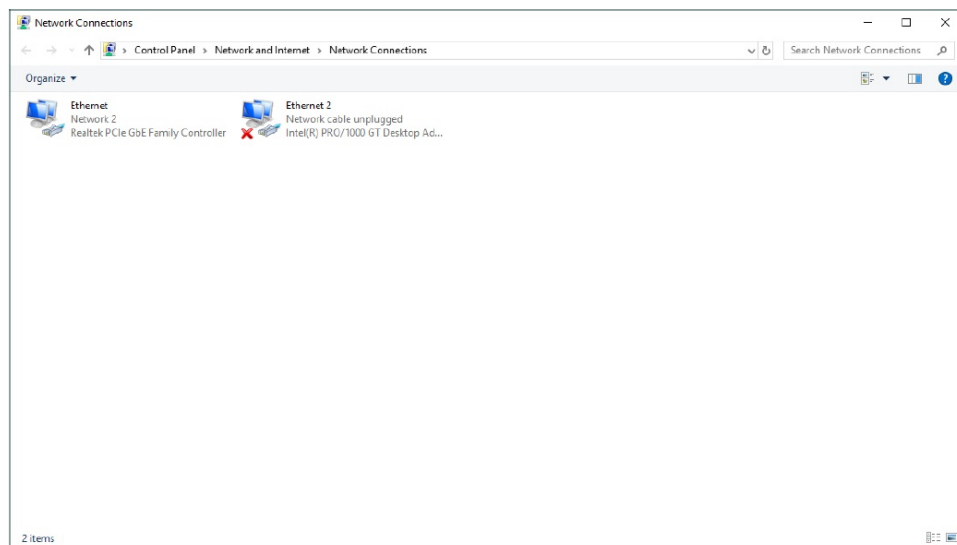 Network Connections
Control Panel > Network and Internet > Network Connections
Search Network Connections
Organize
Ethernet
Network 2
Realtek PCIe GbE Family Controller
Ethernet 2
Network cable unplugged
Intel(R) PRO/1000 GT Desktop Ad...
2 items